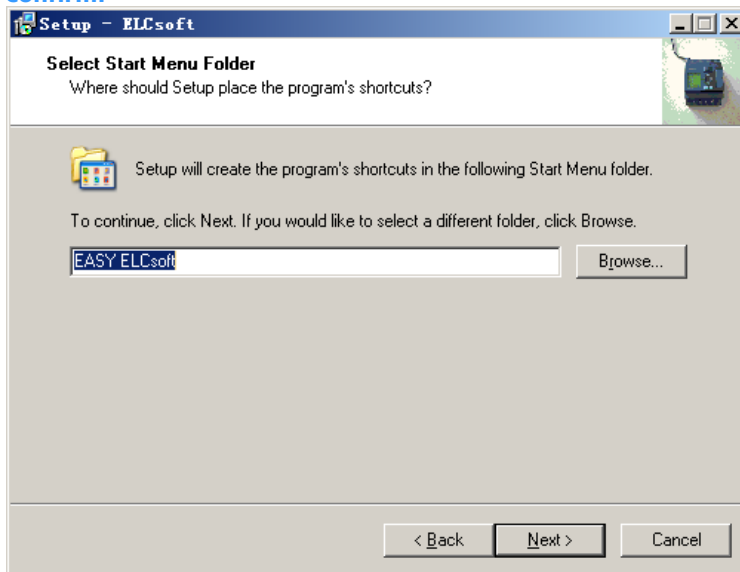 Setup - ELCsoft
Select Start Menu Folder
Where should Setup place the program's shortcuts?
Setup will create the program's shortcuts in the following Start Menu folder.
To continue, click Next. If you would like to select a different folder, click Browse.
EASY ELCsoft
Browse...
< Back
Next >
Cancel